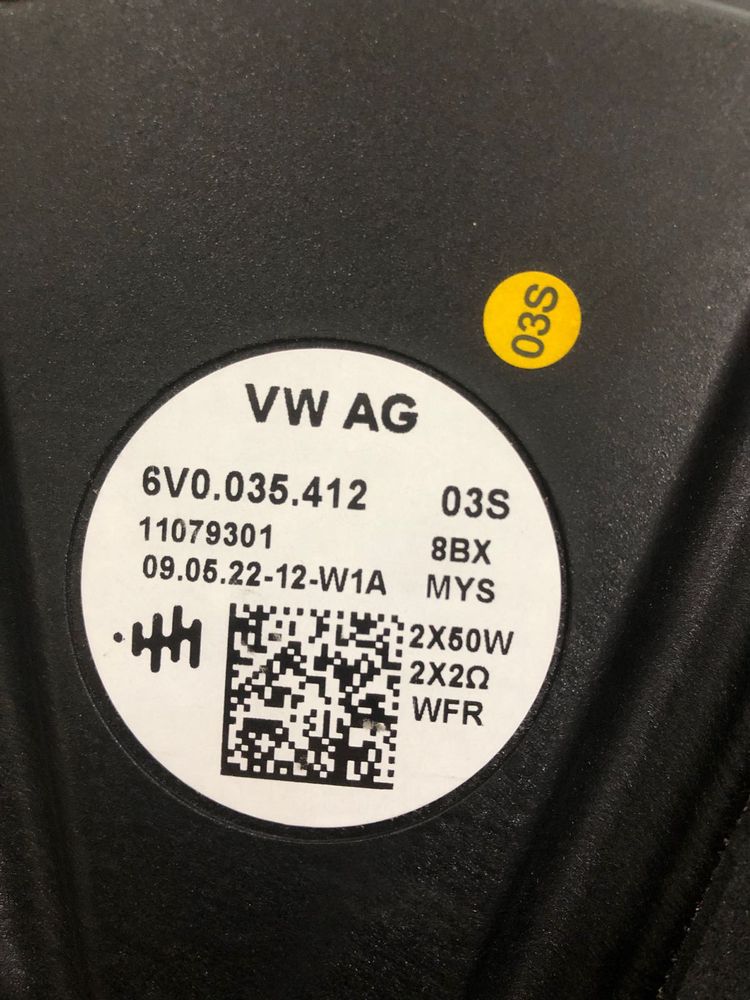 03S
VW AG
6V0.035.412 03S
11079301 8BX
09.05.22-12-W1A MYS
2X50W
2X2Ω
WFR